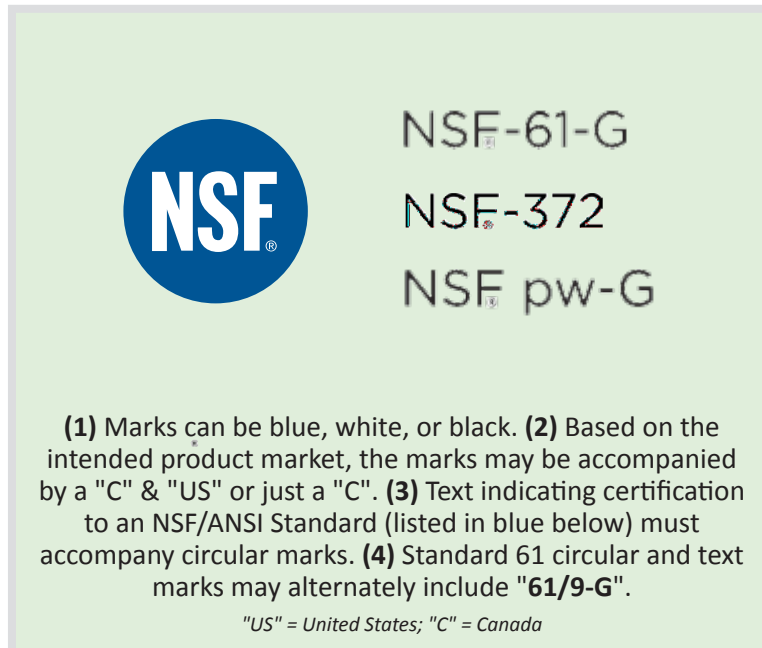 NSF®
NSF-61-G
NSF-372
NSF pw-G
(1) Marks can be blue, white, or black. (2) Based on the
intended product market, the marks may be accompanied
by a "C" & "US" or just a "C". (3) Text indicating certification
to an NSF/ANSI Standard (listed in blue below) must
accompany circular marks. (4) Standard 61 circular and text
marks may alternately include "61/9-G".
"US" = United States; "C" = Canada